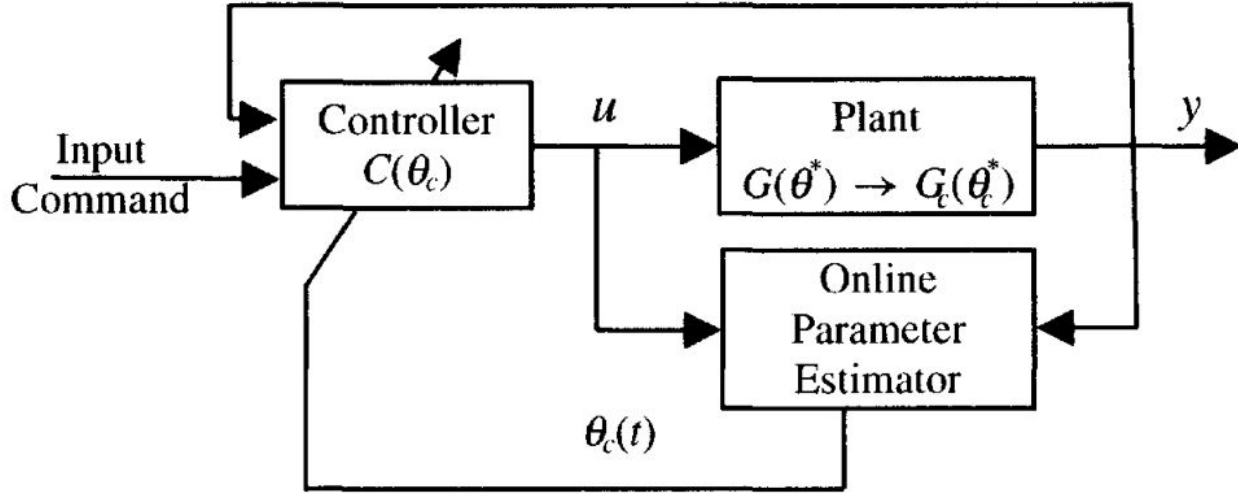 Input
Command
Controller
C(θ_c)
u
Plant
G(θ^*) → G_c(θ_c^*)
y
Online
Parameter
Estimator
θ_c(t)